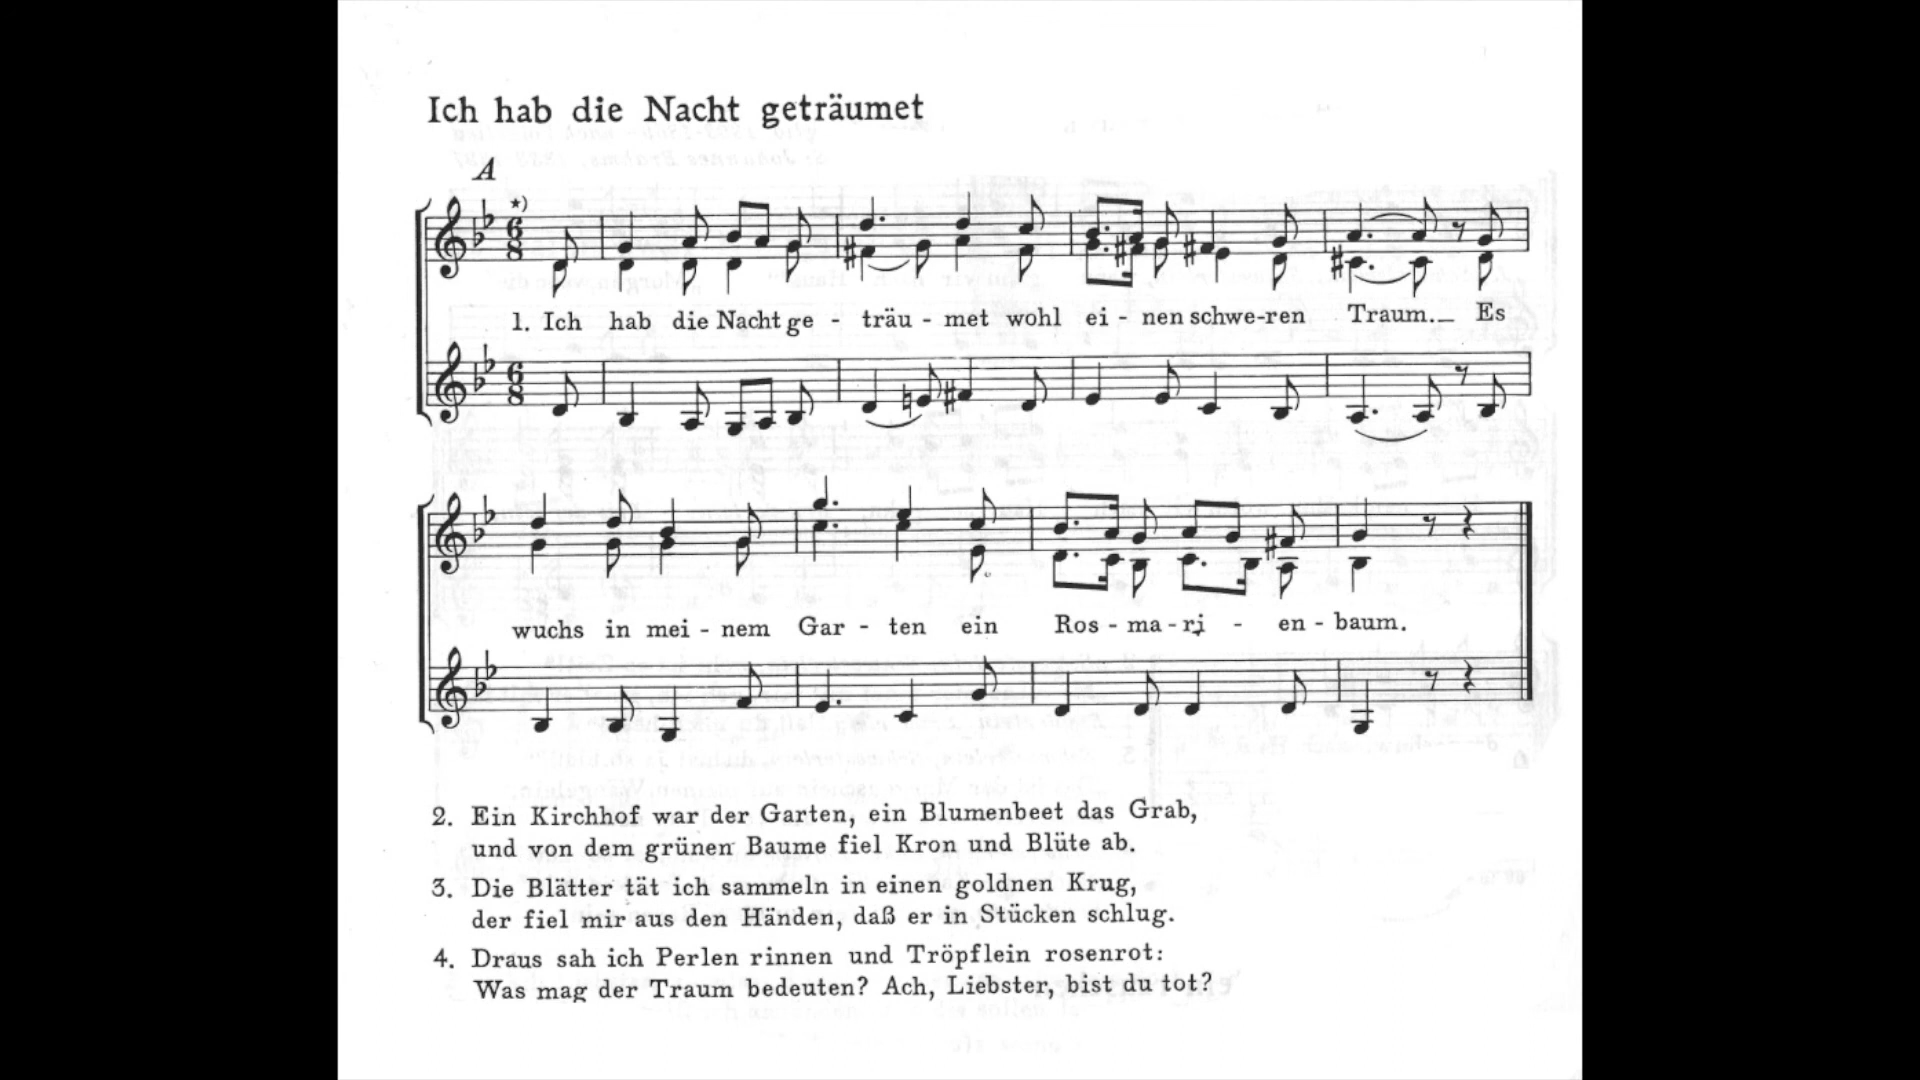 Ich hab die Nacht geträumet
A
*)
6
8
1. Ich hab die Nacht ge - träu - met wohl ei - nen schwe-ren Traum. Es
6
8
wuchs in mei - nem Gar - ten ein Ros - ma - ri - en - baum.
2. Ein Kirchhof war der Garten, ein Blumenbeet das Grab,
und von dem grünen Baume fiel Kron und Blüte ab.
3. Die Blätter tät ich sammeln in einen goldnen Krug,
der fiel mir aus den Händen, daß er in Stücken schlug.
4. Draus sah ich Perlen rinnen und Tröpflein rosenrot:
Was mag der Traum bedeuten? Ach, Liebster, bist du tot?